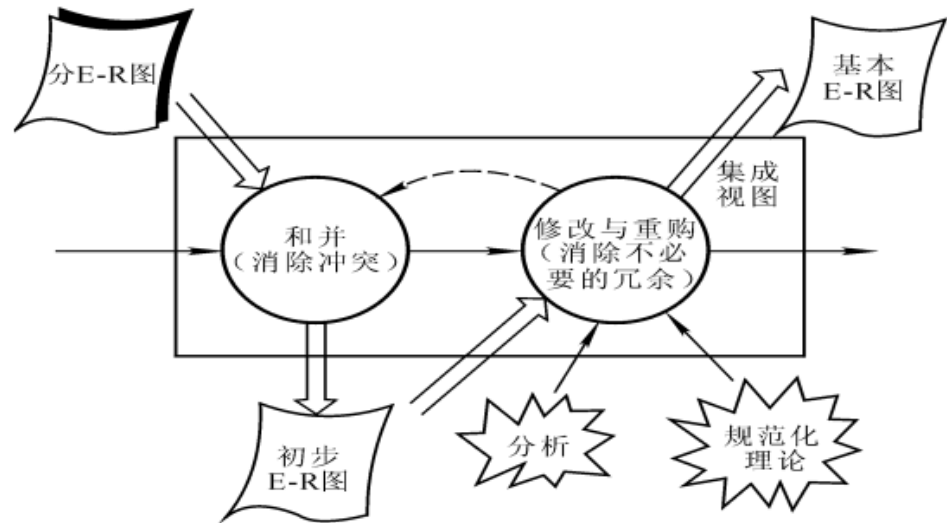 分E-R图
基本
E-R图
集成
视图
和并
（消除冲突）
修改与重购
（消除不必
要的冗余）
初步
E-R图
分析
规范化
理论